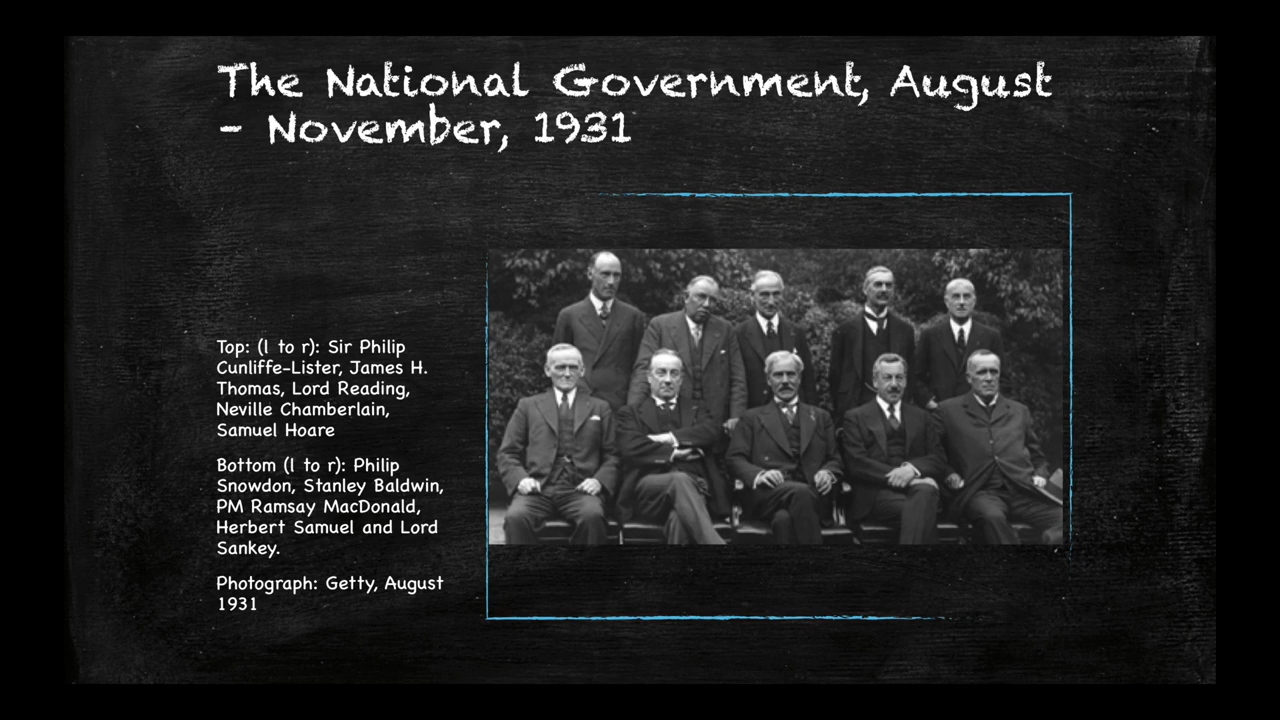 The National Government, August
– November, 1931
Top: (l to r): Sir Philip
Cunliffe-Lister, James H.
Thomas, Lord Reading,
Neville Chamberlain,
Samuel Hoare
Bottom (l to r): Philip
Snowdon, Stanley Baldwin,
PM Ramsay MacDonald,
Herbert Samuel and Lord
Sankey.
Photograph: Getty, August
1931